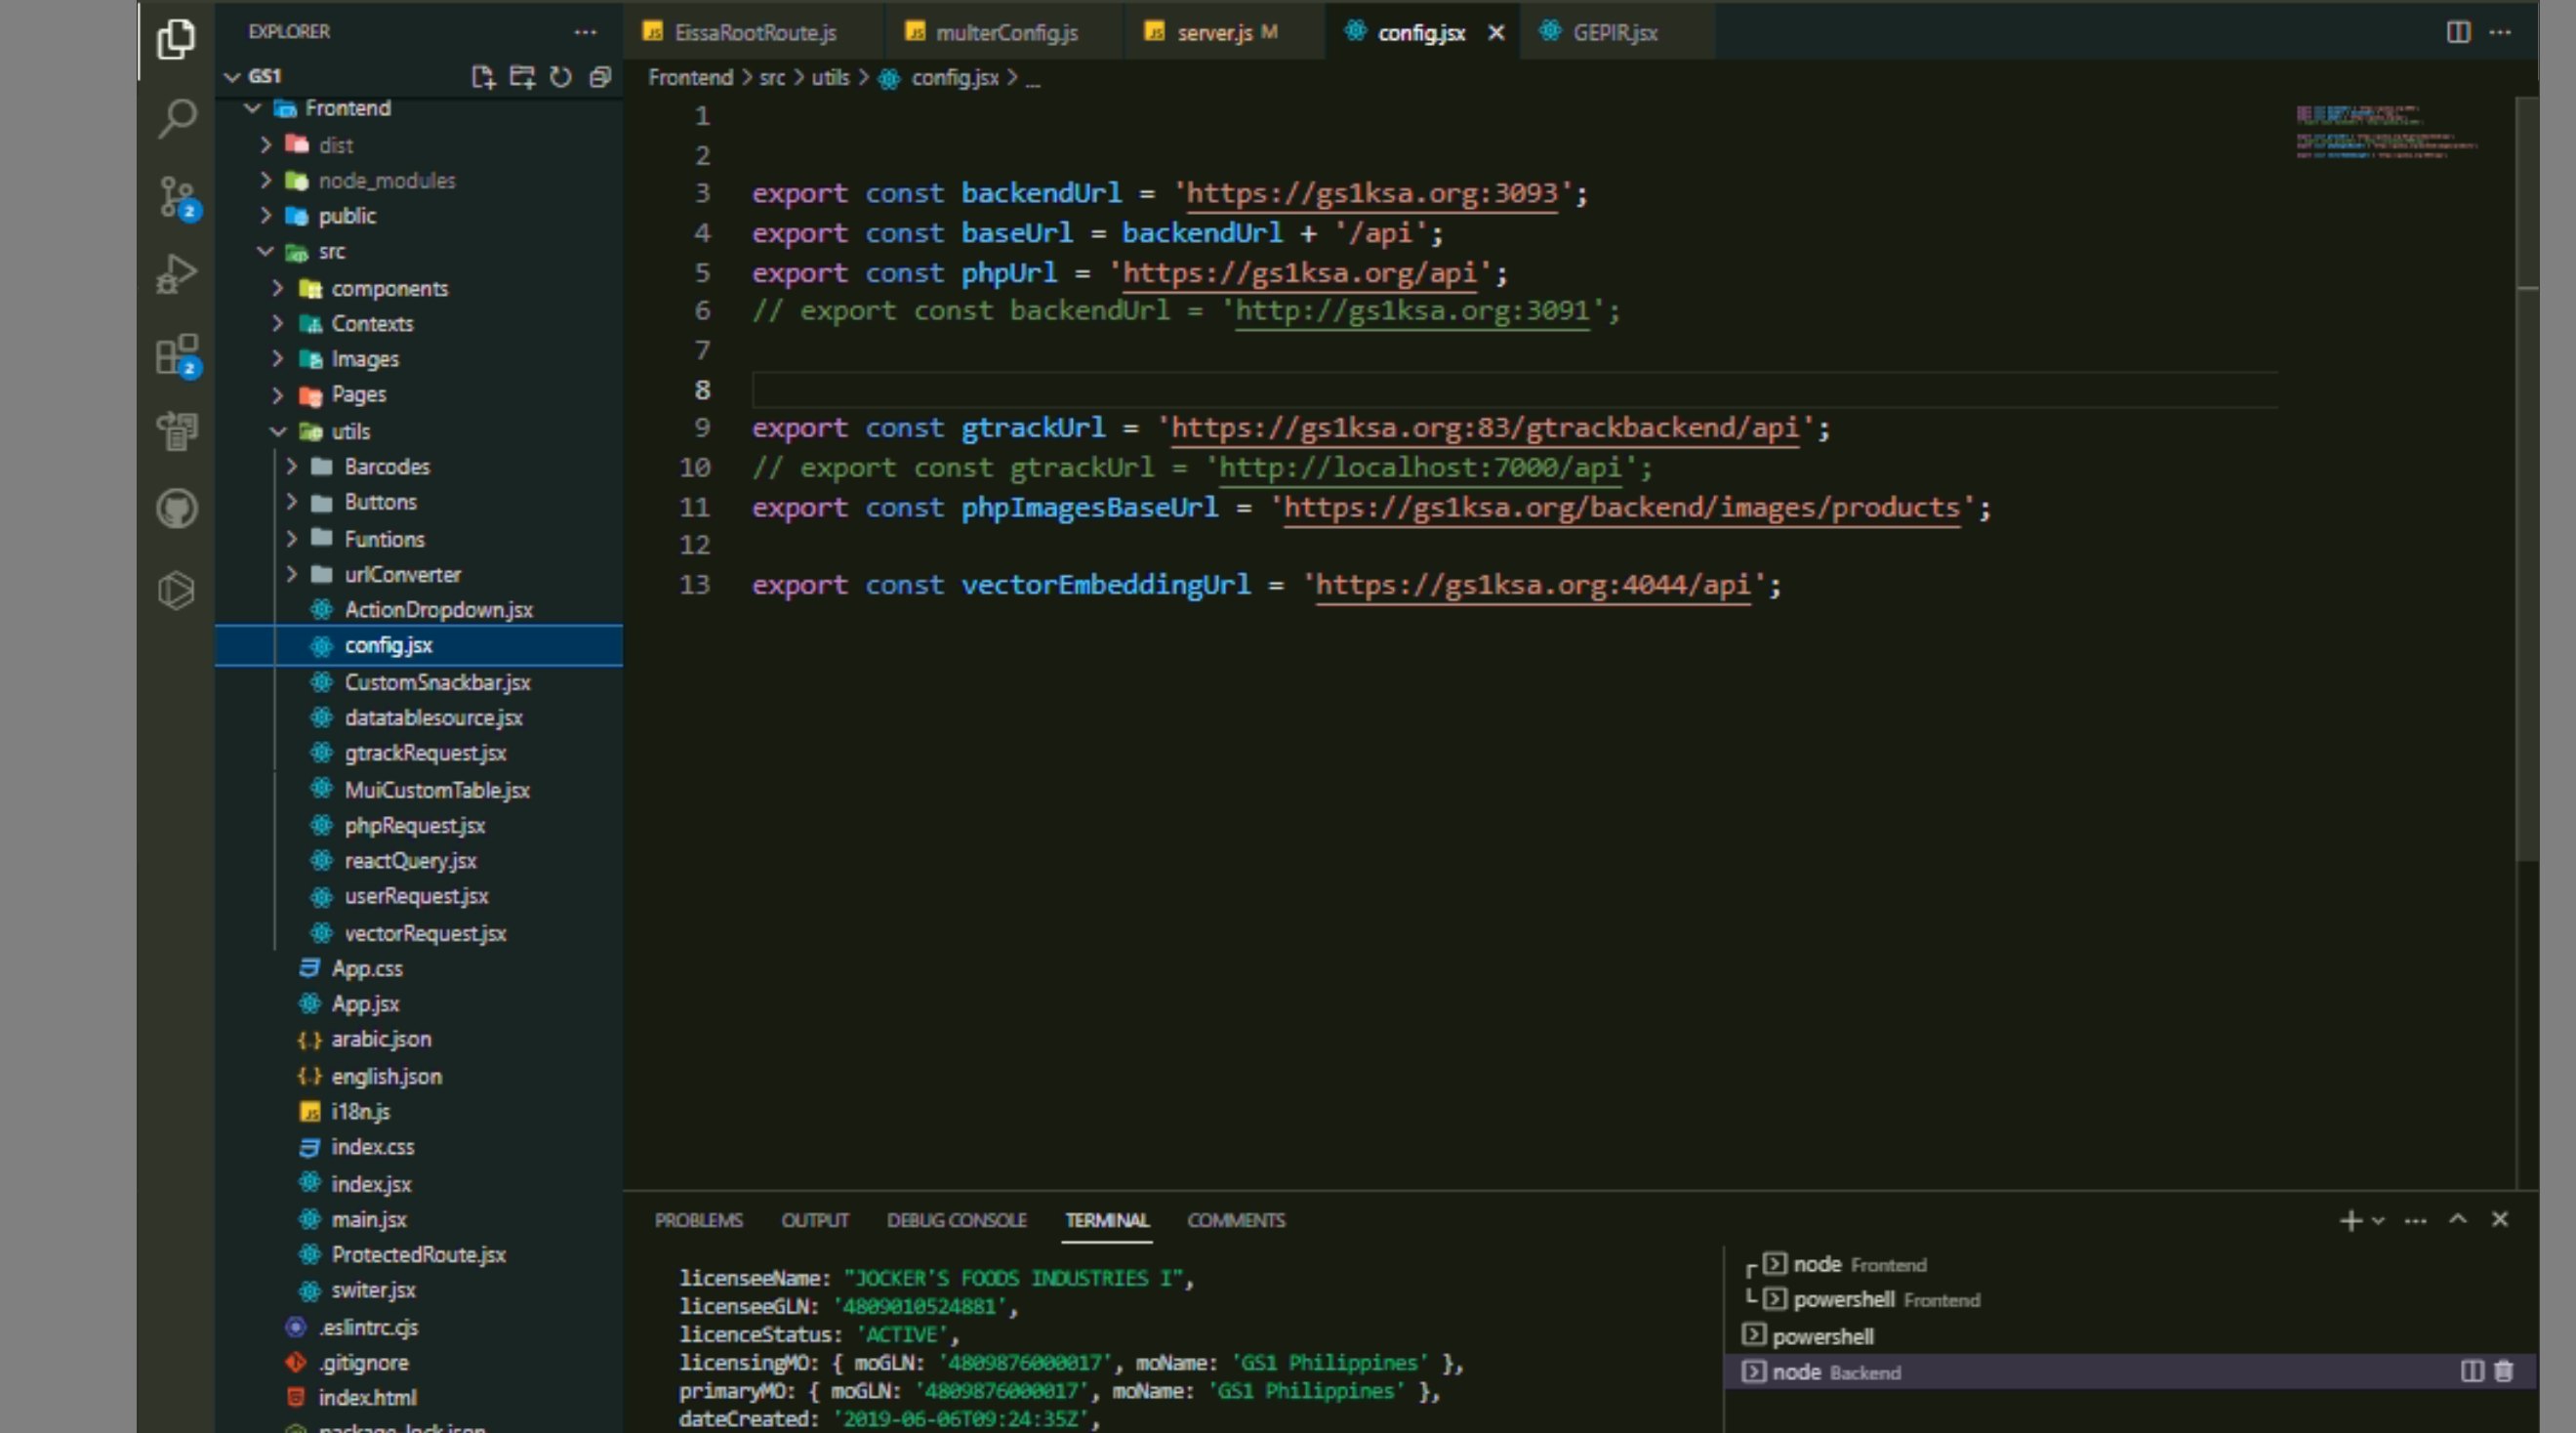 EXPLORER ...
GS1
Frontend
dist
node_modules
public
src
components
Contexts
Images
Pages
utils
Barcodes
Buttons
Funtions
urlConverter
ActionDropdown.jsx
config.jsx
CustomSnackbar.jsx
datatablesource.jsx
gtrackRequest.jsx
MuiCustomTable.jsx
phpRequest.jsx
reactQuery.jsx
userRequest.jsx
vectorRequest.jsx
App.css
App.jsx
arabic.json
english.json
i18n.js
index.css
index.jsx
main.jsx
ProtectedRoute.jsx
switer.jsx
.eslintrc.cjs
.gitignore
index.html
package-lock.json
2
2
EissaRootRoute.js multerConfig.js server.js M config.jsx GEPIR.jsx
Frontend > src > utils > config.jsx > ...
1
2
3 export const backendUrl = 'https://gs1ksa.org:3093';
4 export const baseUrl = backendUrl + '/api';
5 export const phpUrl = 'https://gs1ksa.org/api';
6 // export const backendUrl = 'http://gs1ksa.org:3091';
7
8
9 export const gtrackUrl = 'https://gs1ksa.org:83/gtrackbackend/api';
10 // export const gtrackUrl = 'http://localhost:7000/api';
11 export const phpImagesBaseUrl = 'https://gs1ksa.org/backend/images/products';
12
13 export const vectorEmbeddingUrl = 'https://gs1ksa.org:4044/api';
PROBLEMS OUTPUT DEBUG CONSOLE TERMINAL COMMENTS
licenseeName: "JOCKER'S FOODS INDUSTRIES I",
licenseeGLN: '4809010524881',
licenceStatus: 'ACTIVE',
licensingMO: { moGLN: '4809876000017', moName: 'GS1 Philippines' },
primaryMO: { moGLN: '4809876000017', moName: 'GS1 Philippines' },
dateCreated: '2019-06-06T09:24:35Z',
node Frontend
powershell Frontend
powershell
node Backend